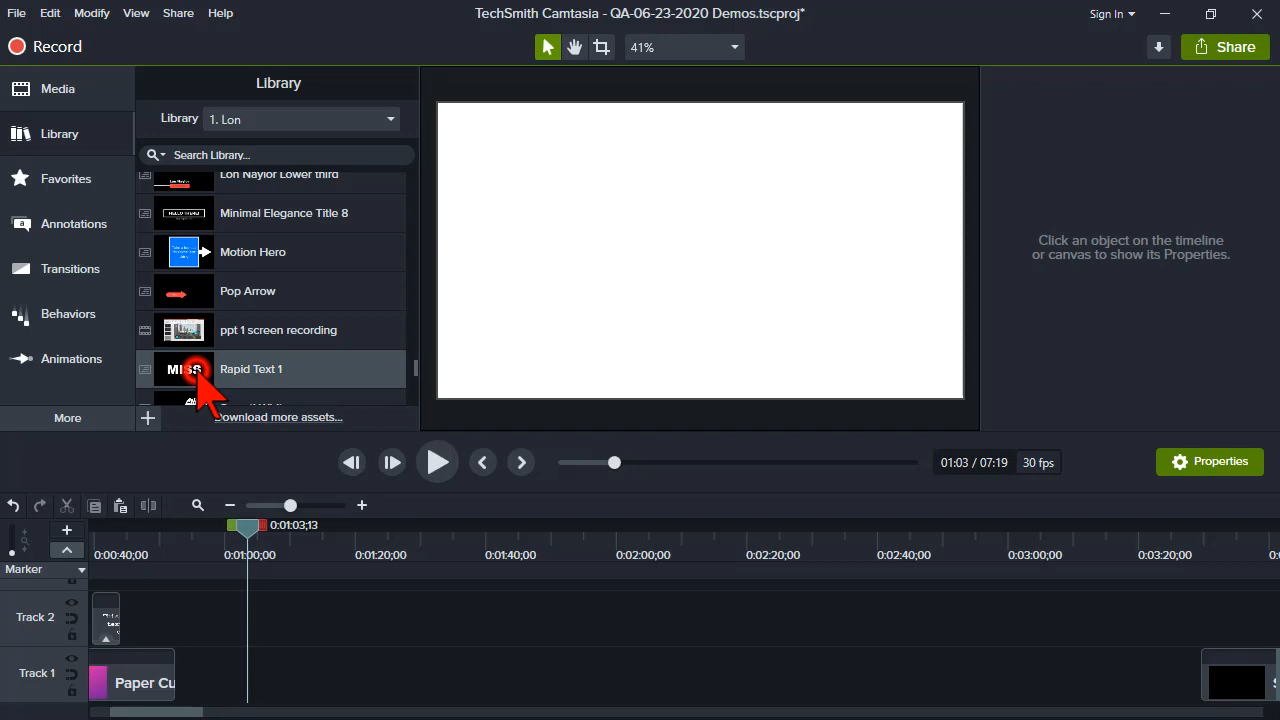 File Edit Modify View Share Help
TechSmith Camtasia - QA-06-23-2020 Demos.tscproj*
Sign In
Record
41%
Share
Media
Library
Favorites
Annotations
Transitions
Behaviors
Animations
More
Library
Library 1. Lon
Search Library...
Lon Naylor Lower third
Minimal Elegance Title 8
Motion Hero
Pop Arrow
ppt 1 screen recording
MISS Rapid Text 1
Download more assets...
Click an object on the timeline
or canvas to show its Properties.
01:03 / 07:19 30 fps
Properties
0:01:03;13
0:00:40;00 0:01:00;00 0:01:20;00 0:01:40;00 0:02:00;00 0:02:20;00 0:02:40;00 0:03:00;00 0:03:20;00
Marker
Track 2
Track 1
Paper Cu